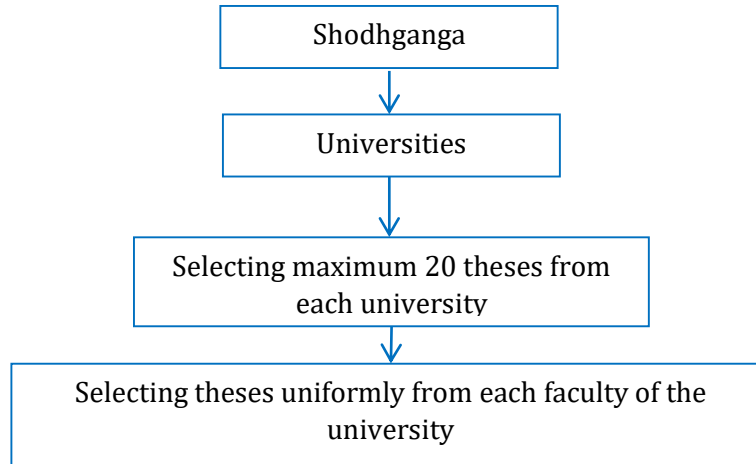 Shodhganga
Universities
Selecting maximum 20 theses from
each university
Selecting theses uniformly from each faculty of the
university